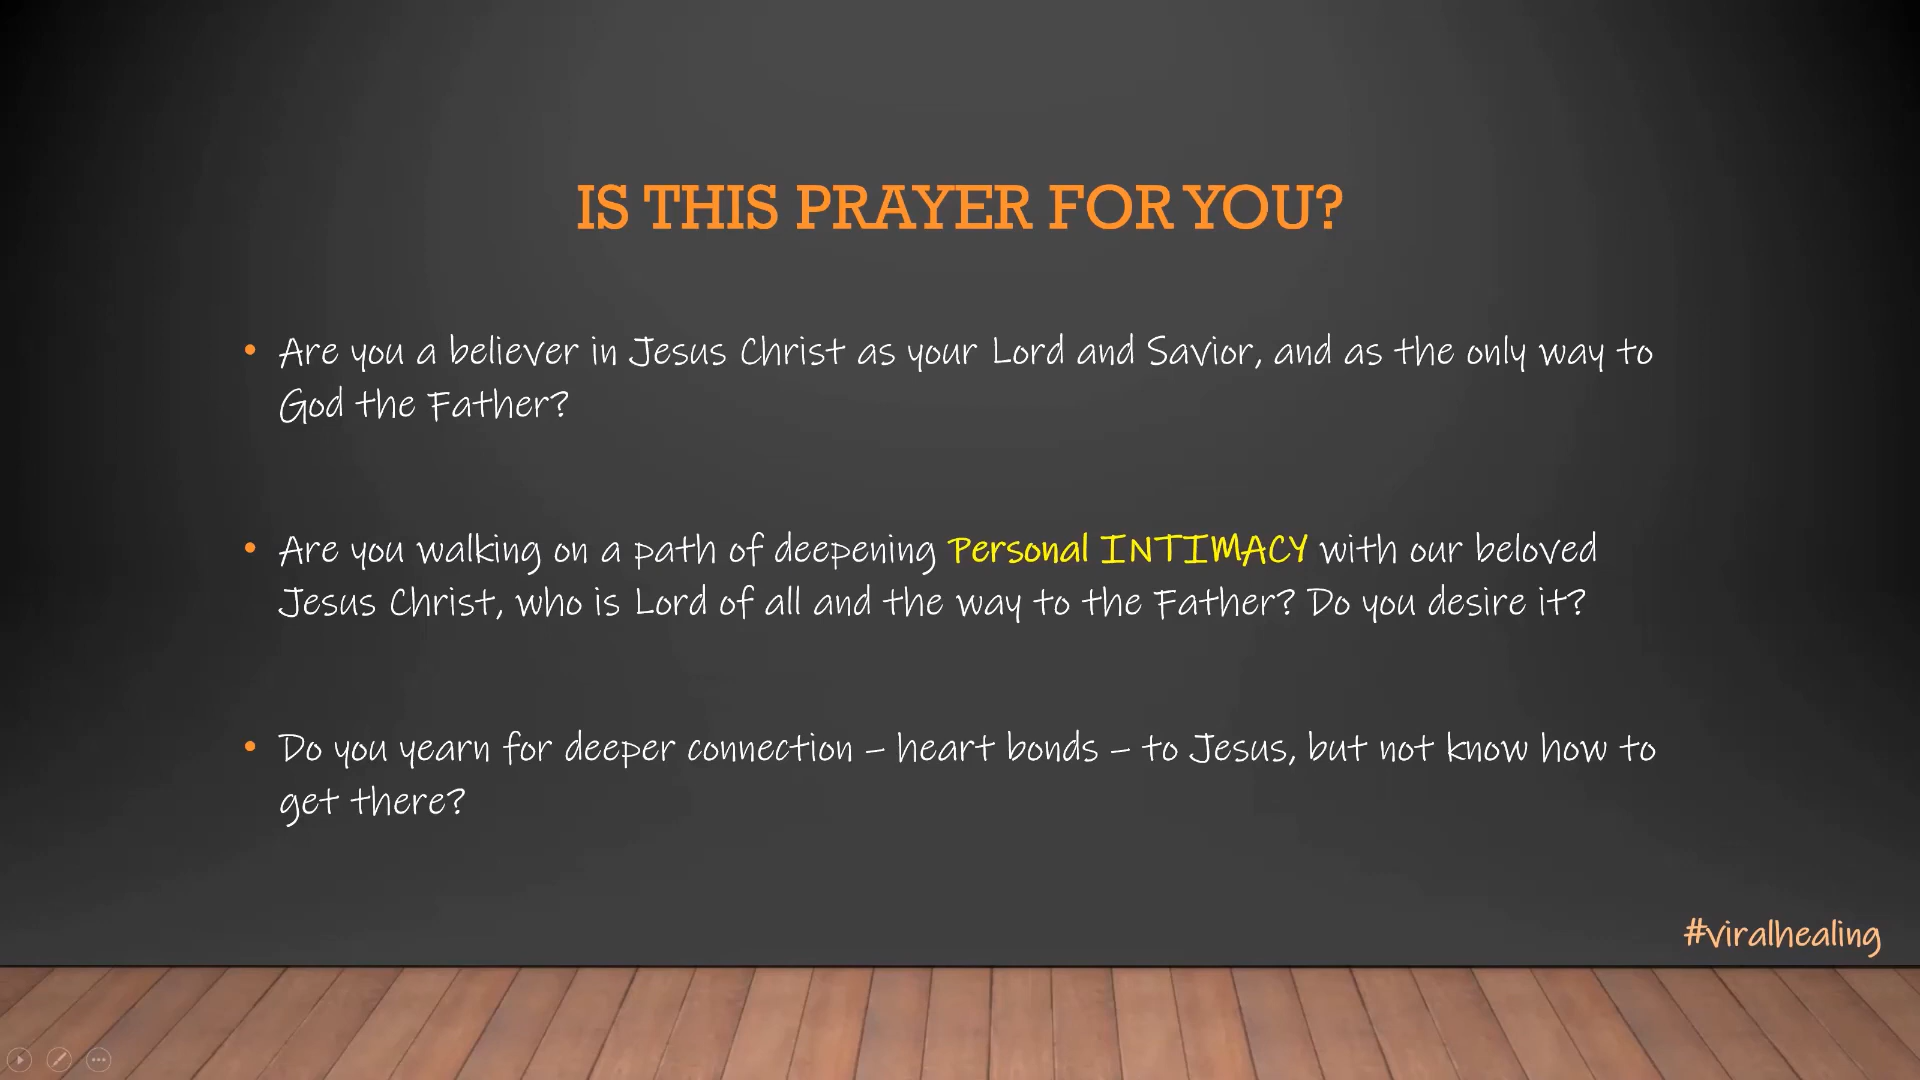 IS THIS PRAYER FOR YOU?
• Are you a believer in Jesus Christ as your Lord and Savior, and as the only way to
God the Father?
• Are you walking on a path of deepening Personal INTIMACY with our beloved
Jesus Christ, who is Lord of all and the way to the Father? Do you desire it?
• Do you yearn for deeper connection – heart bonds – to Jesus, but not know how to
get there?
#viralhealing